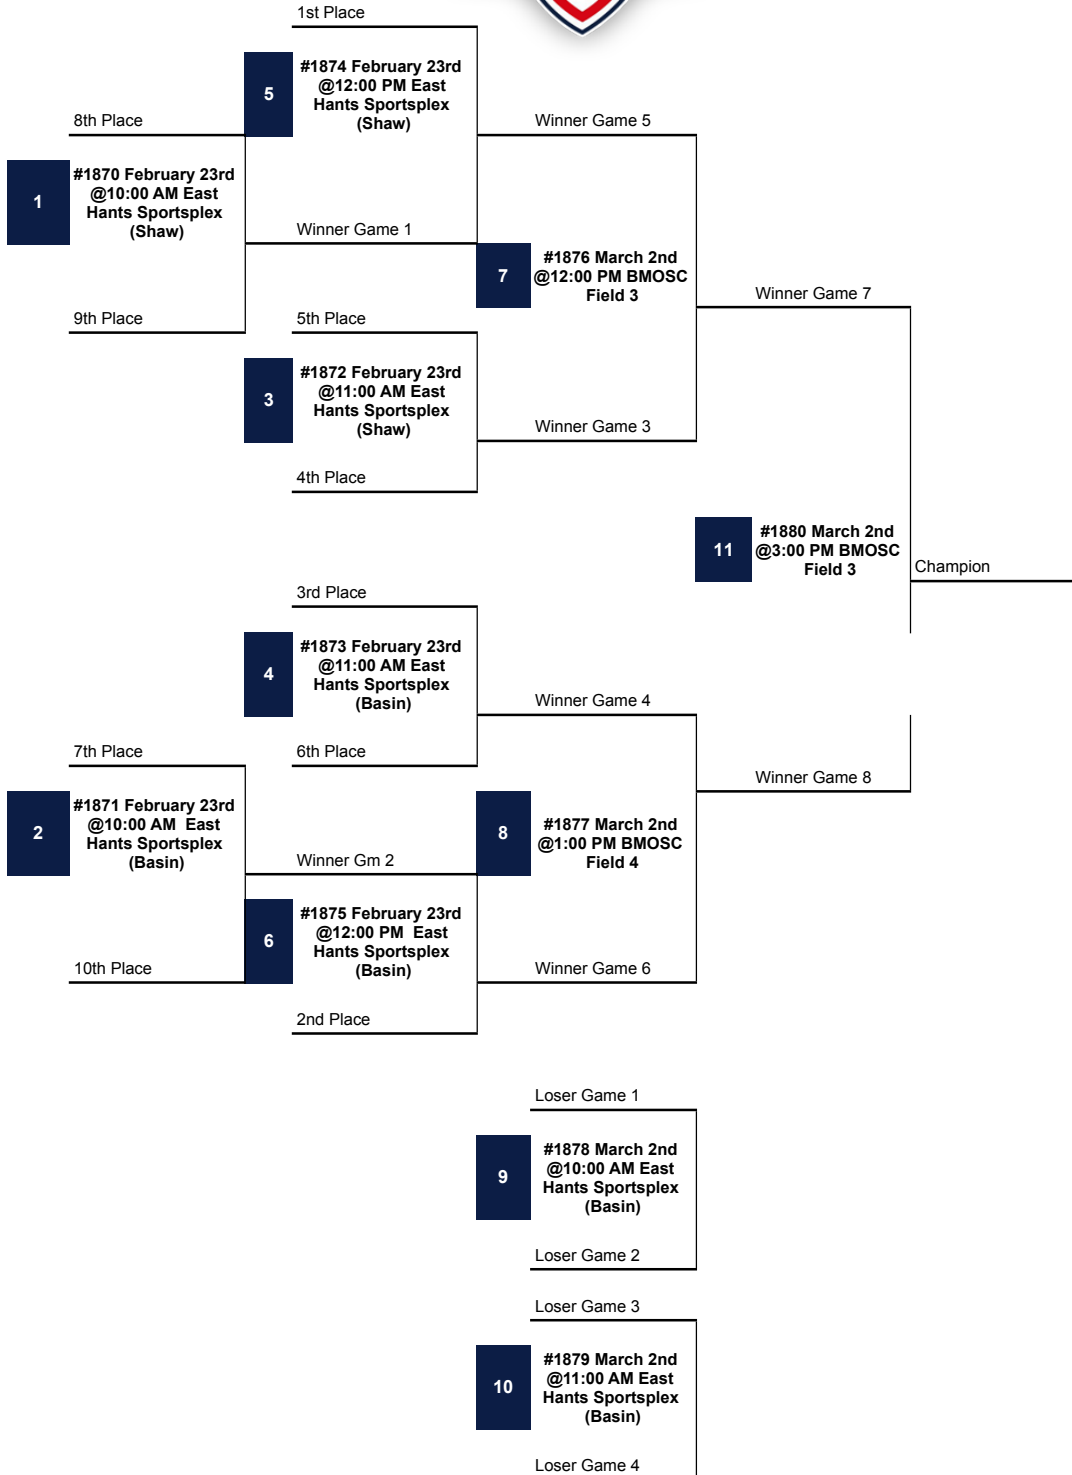 1st Place
5
#1874 February 23rd
@12:00 PM East
Hants Sportsplex
(Shaw)
8th Place
Winner Game 5
1
#1870 February 23rd
@10:00 AM East
Hants Sportsplex
(Shaw)
Winner Game 1
7
#1876 March 2nd
@12:00 PM BMOSC
Field 3
Winner Game 7
9th Place
5th Place
3
#1872 February 23rd
@11:00 AM East
Hants Sportsplex
(Shaw)
Winner Game 3
4th Place
11
#1880 March 2nd
@3:00 PM BMOSC
Field 3
Champion
3rd Place
4
#1873 February 23rd
@11:00 AM East
Hants Sportsplex
(Basin)
Winner Game 4
7th Place
6th Place
Winner Game 8
2
#1871 February 23rd
@10:00 AM  East
Hants Sportsplex
(Basin)
8
#1877 March 2nd
@1:00 PM BMOSC
Field 4
Winner Gm 2
6
#1875 February 23rd
@12:00 PM  East
Hants Sportsplex
(Basin)
10th Place
Winner Game 6
2nd Place
Loser Game 1
9
#1878 March 2nd
@10:00 AM East
Hants Sportsplex
(Basin)
Loser Game 2
Loser Game 3
10
#1879 March 2nd
@11:00 AM East
Hants Sportsplex
(Basin)
Loser Game 4